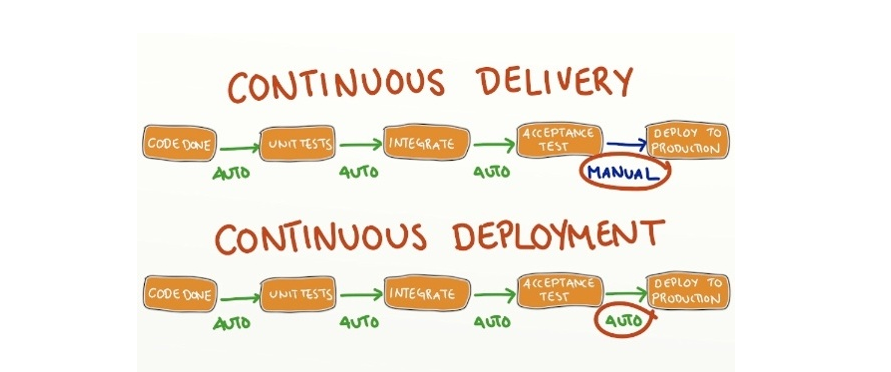 CONTINUOUS DELIVERY
CODE DONE
UNIT TESTS
INTEGRATE
ACCEPTANCE
TEST
DEPLOY TO
PRODUCTION
AUTO
AUTO
AUTO
MANUAL
CONTINUOUS DEPLOYMENT
CODE DONE
UNIT TESTS
INTEGRATE
ACCEPTANCE
TEST
DEPLOY TO
PRODUCTION
AUTO
AUTO
AUTO
AUTO